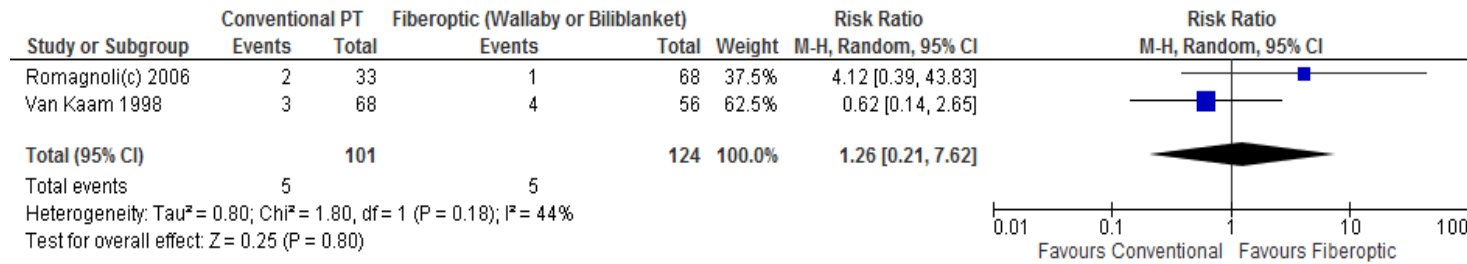 Conventional PT Fiberoptic (Wallaby or Biliblanket) Risk Ratio Risk Ratio
Study or Subgroup Events Total Events Total Weight M-H, Random, 95% CI M-H, Random, 95% CI
Romagnoli(c) 2006 2 33 1 68 37.5% 4.12 [0.39, 43.83]
Van Kaam 1998 3 68 4 56 62.5% 0.62 [0.14, 2.65]
Total (95% CI) 101 124 100.0% 1.26 [0.21, 7.62]
Total events 5 5
Heterogeneity: Tau² = 0.80; Chi² = 1.80, df = 1 (P = 0.18); I² = 44%
Test for overall effect: Z = 0.25 (P = 0.80)
0.01 0.1 1 10 100
Favours Conventional Favours Fiberoptic